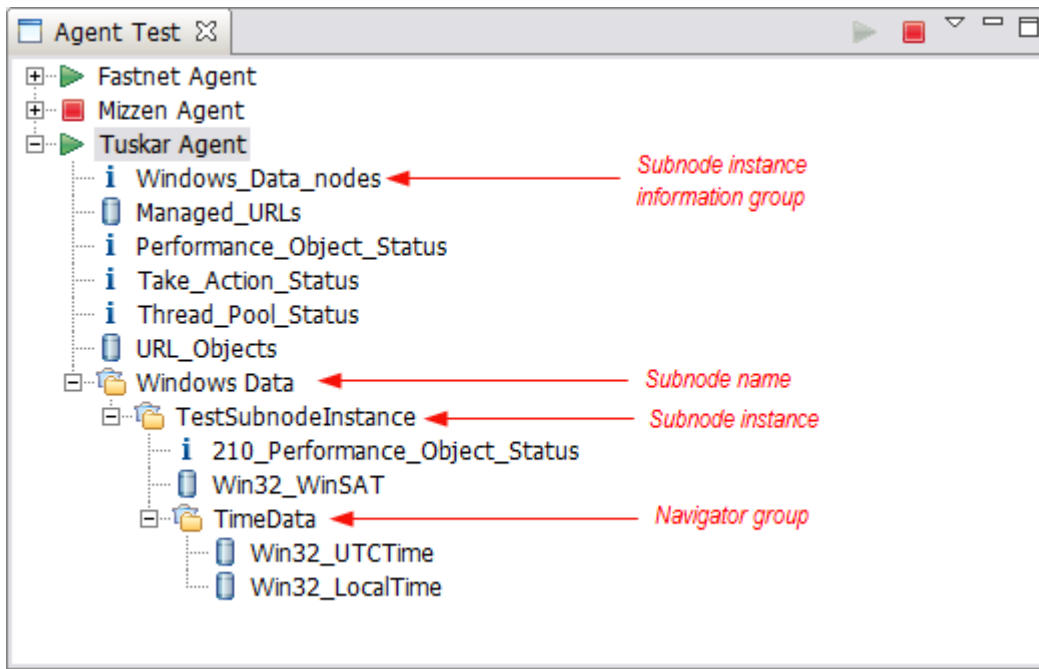 Agent Test
Fastnet Agent
Mizzen Agent
Tuskar Agent
Windows_Data_nodes
Subnode instance
information group
Managed_URLs
Performance_Object_Status
Take_Action_Status
Thread_Pool_Status
URL_Objects
Windows Data
Subnode name
TestSubnodeInstance
Subnode instance
210_Performance_Object_Status
Win32_WinSAT
TimeData
Navigator group
Win32_UTCTime
Win32_LocalTime